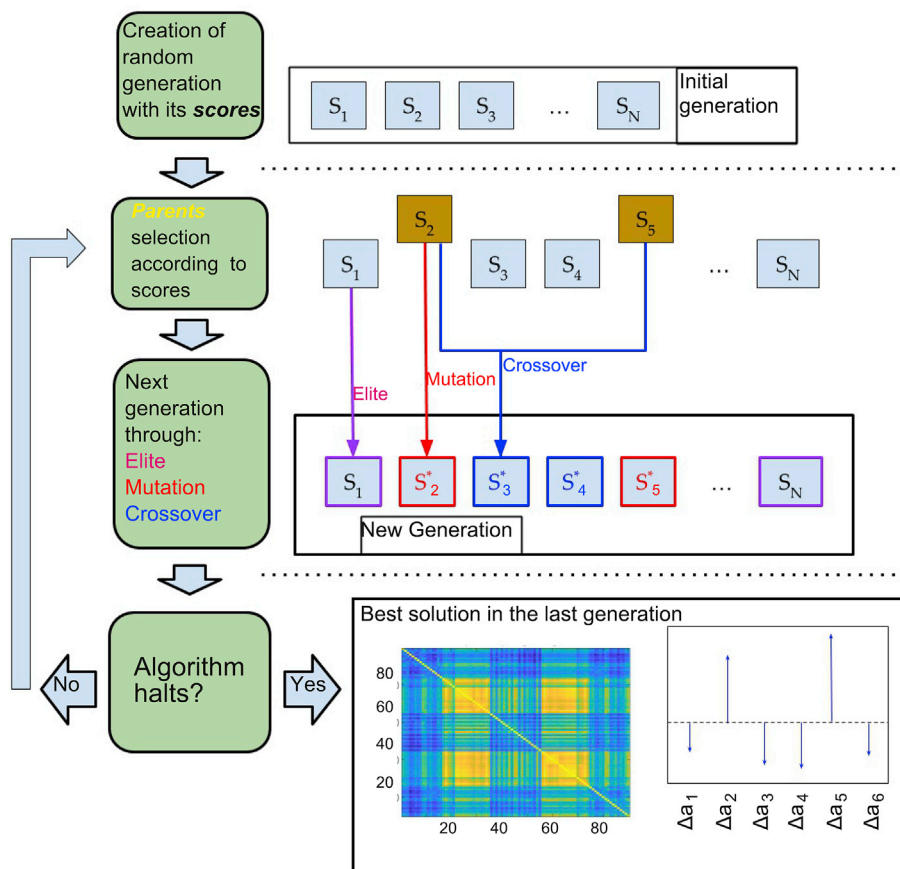 Creation of
random
generation
with its scores
S1 S2 S3 ... SN
Initial
generation
Parents
selection
according to
scores
S1 S2 S3 S4 S5 ... SN
Elite
Mutation
Crossover
Next
generation
through:
Elite
Mutation
Crossover
S1 S*2 S*3 S*4 S*5 ... SN
New Generation
Algorithm
halts?
No
Yes
Best solution in the last generation
80
60
40
20
20 40 60 80
Δa1 Δa2 Δa3 Δa4 Δa5 Δa6